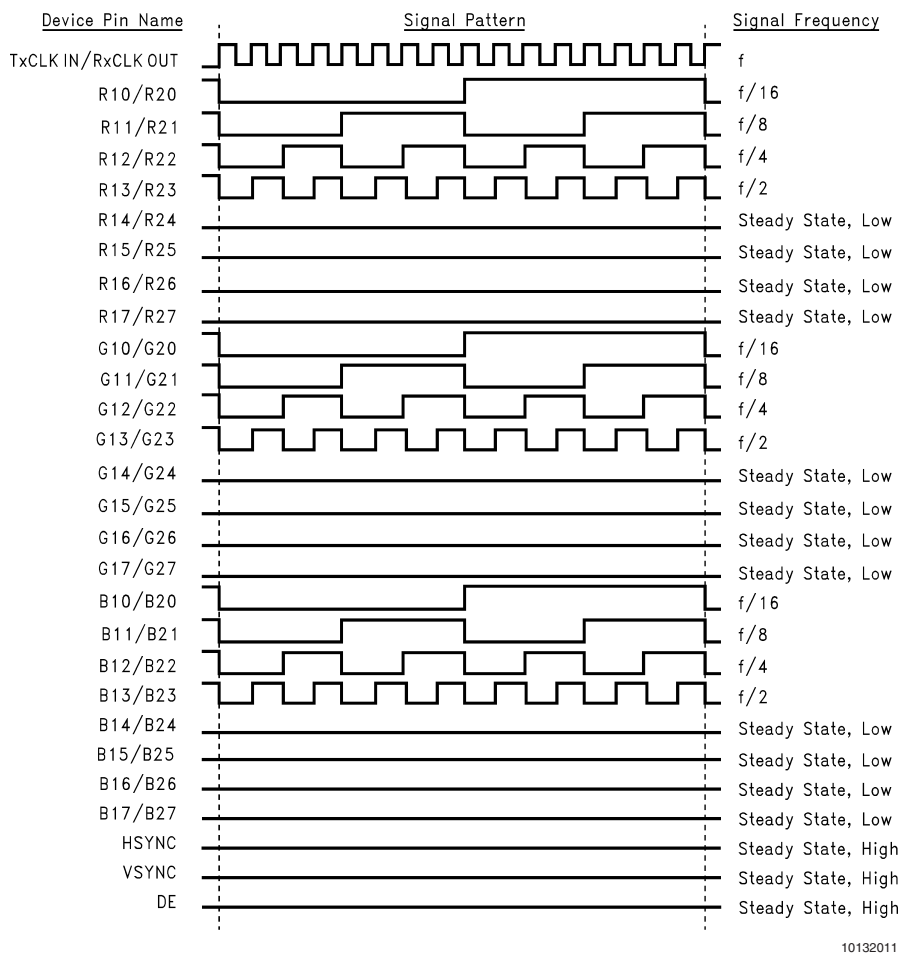 Device Pin Name Signal Pattern Signal Frequency
TxCLK IN/RxCLK OUT f
R10/R20 f/16
R11/R21 f/8
R12/R22 f/4
R13/R23 f/2
R14/R24 Steady State, Low
R15/R25 Steady State, Low
R16/R26 Steady State, Low
R17/R27 Steady State, Low
G10/G20 f/16
G11/G21 f/8
G12/G22 f/4
G13/G23 f/2
G14/G24 Steady State, Low
G15/G25 Steady State, Low
G16/G26 Steady State, Low
G17/G27 Steady State, Low
B10/B20 f/16
B11/B21 f/8
B12/B22 f/4
B13/B23 f/2
B14/B24 Steady State, Low
B15/B25 Steady State, Low
B16/B26 Steady State, Low
B17/B27 Steady State, Low
HSYNC Steady State, High
VSYNC Steady State, High
DE Steady State, High
10132011